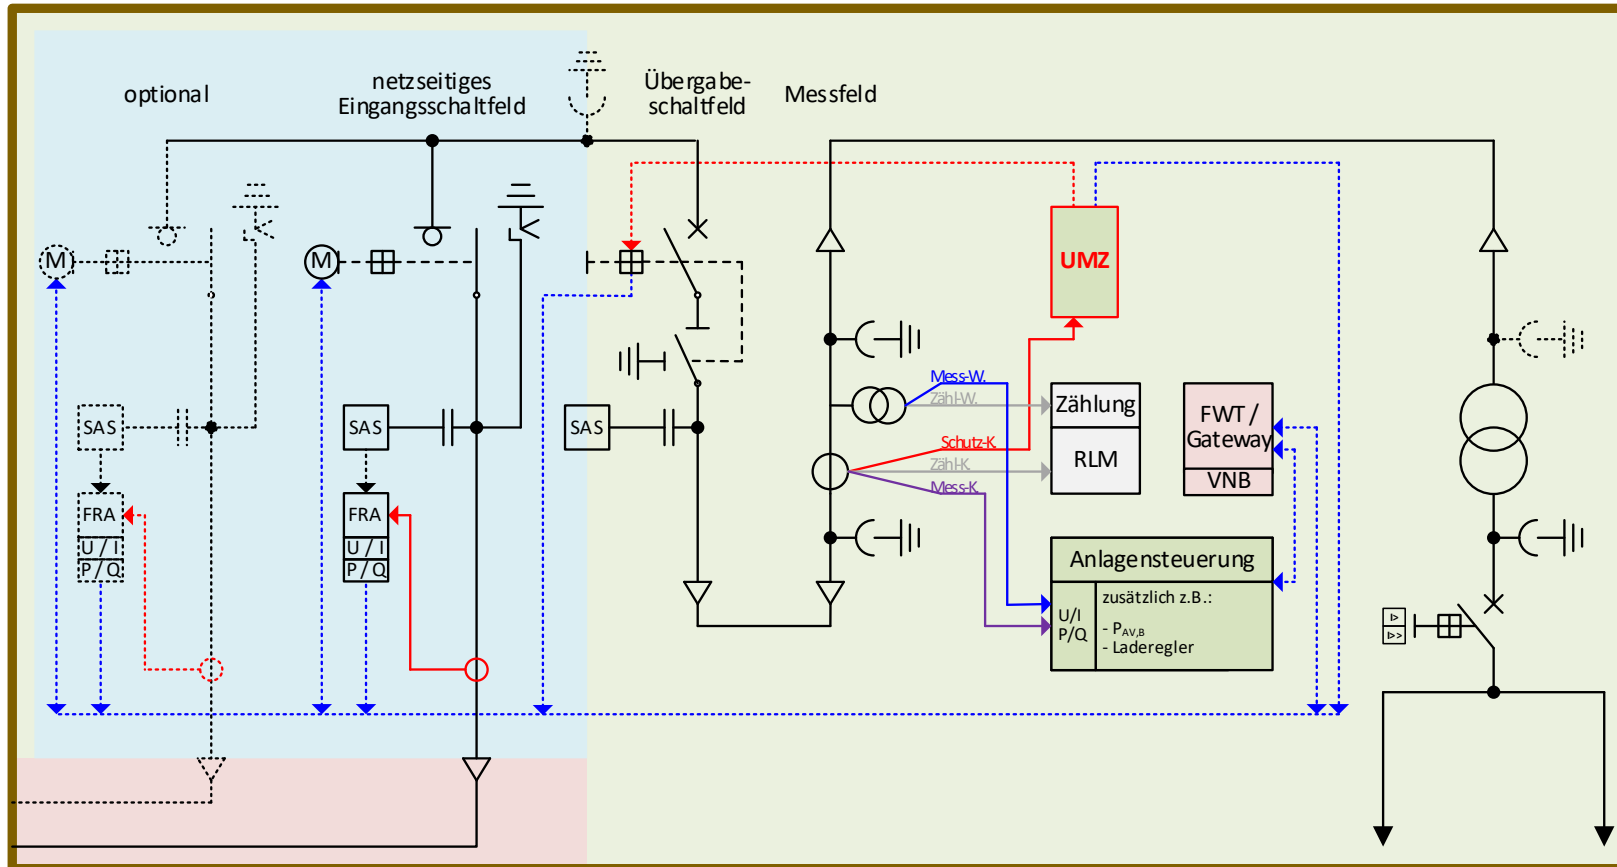 optional
netzseitiges
Eingangsschaltfeld
Übergabe-
schaltfeld
Messfeld
M
M
UMZ
Mess-W.
Zähl-W.
Schutz-K.
Zähl-K.
Mess-K.
Zählung
RLM
FWT /
Gateway
VNB
SAS
SAS
SAS
FRA
U / I
P / Q
FRA
U / I
P / Q
Anlagensteuerung
U/I
P/Q
zusätzlich z.B.:
- PAV,B
- Laderegler
I>
I>>